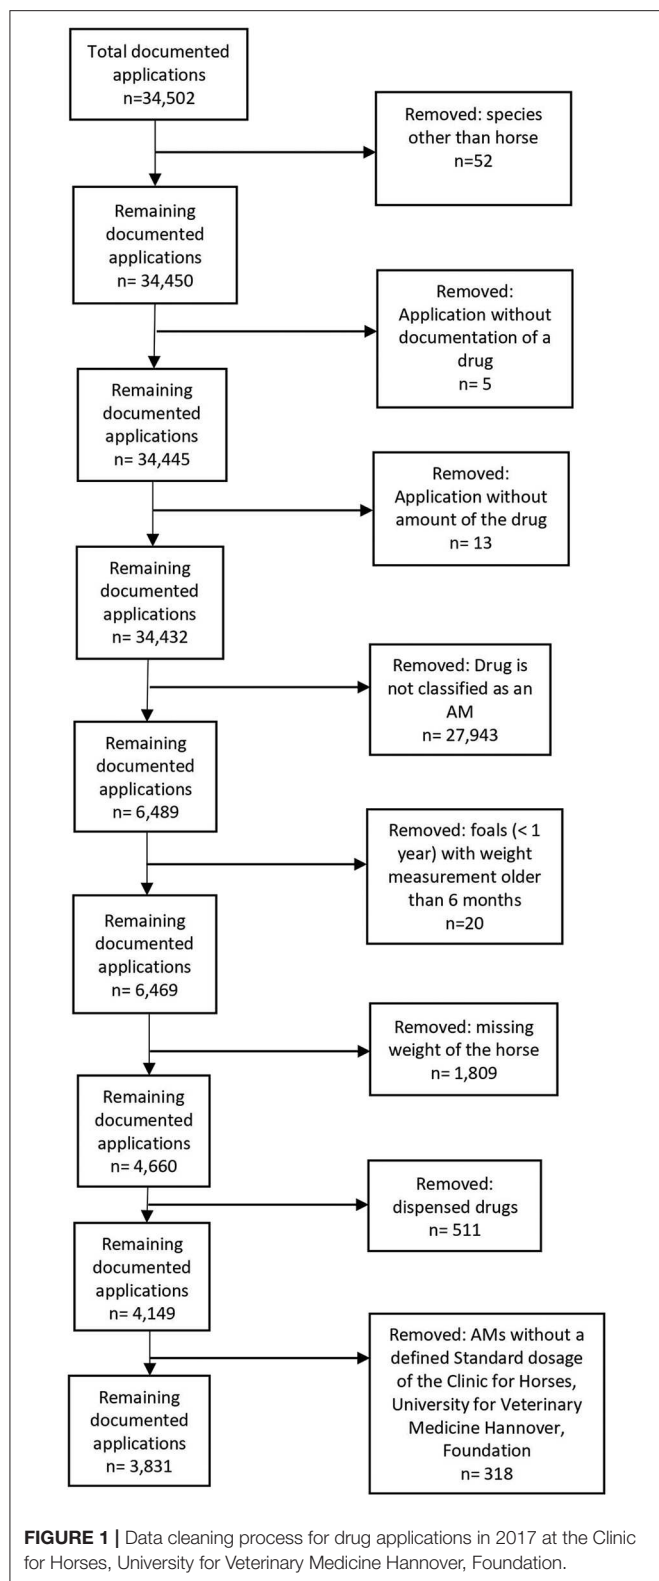 Total documented
applications
n=34,502
Removed: species
other than horse
n=52
Remaining
documented
applications
n= 34,450
Removed:
Application without
documentation of a
drug
n= 5
Remaining
documented
applications
n= 34,445
Removed:
Application without
amount of the drug
n= 13
Remaining
documented
applications
n= 34,432
Removed: Drug is
not classified as an
AM
n= 27,943
Remaining
documented
applications
n= 6,489
Removed: foals (< 1
year) with weight
measurement older
than 6 months
n=20
Remaining
documented
applications
n= 6,469
Removed: missing
weight of the horse
n= 1,809
Remaining
documented
applications
n= 4,660
Removed:
dispensed drugs
n= 511
Remaining
documented
applications
n= 4,149
Removed: AMs without a
defined Standard dosage
of the Clinic for Horses,
University for Veterinary
Medicine Hannover,
Foundation
n= 318
Remaining
documented
applications
n= 3,831
FIGURE 1 | Data cleaning process for drug applications in 2017 at the Clinic
for Horses, University for Veterinary Medicine Hannover, Foundation.